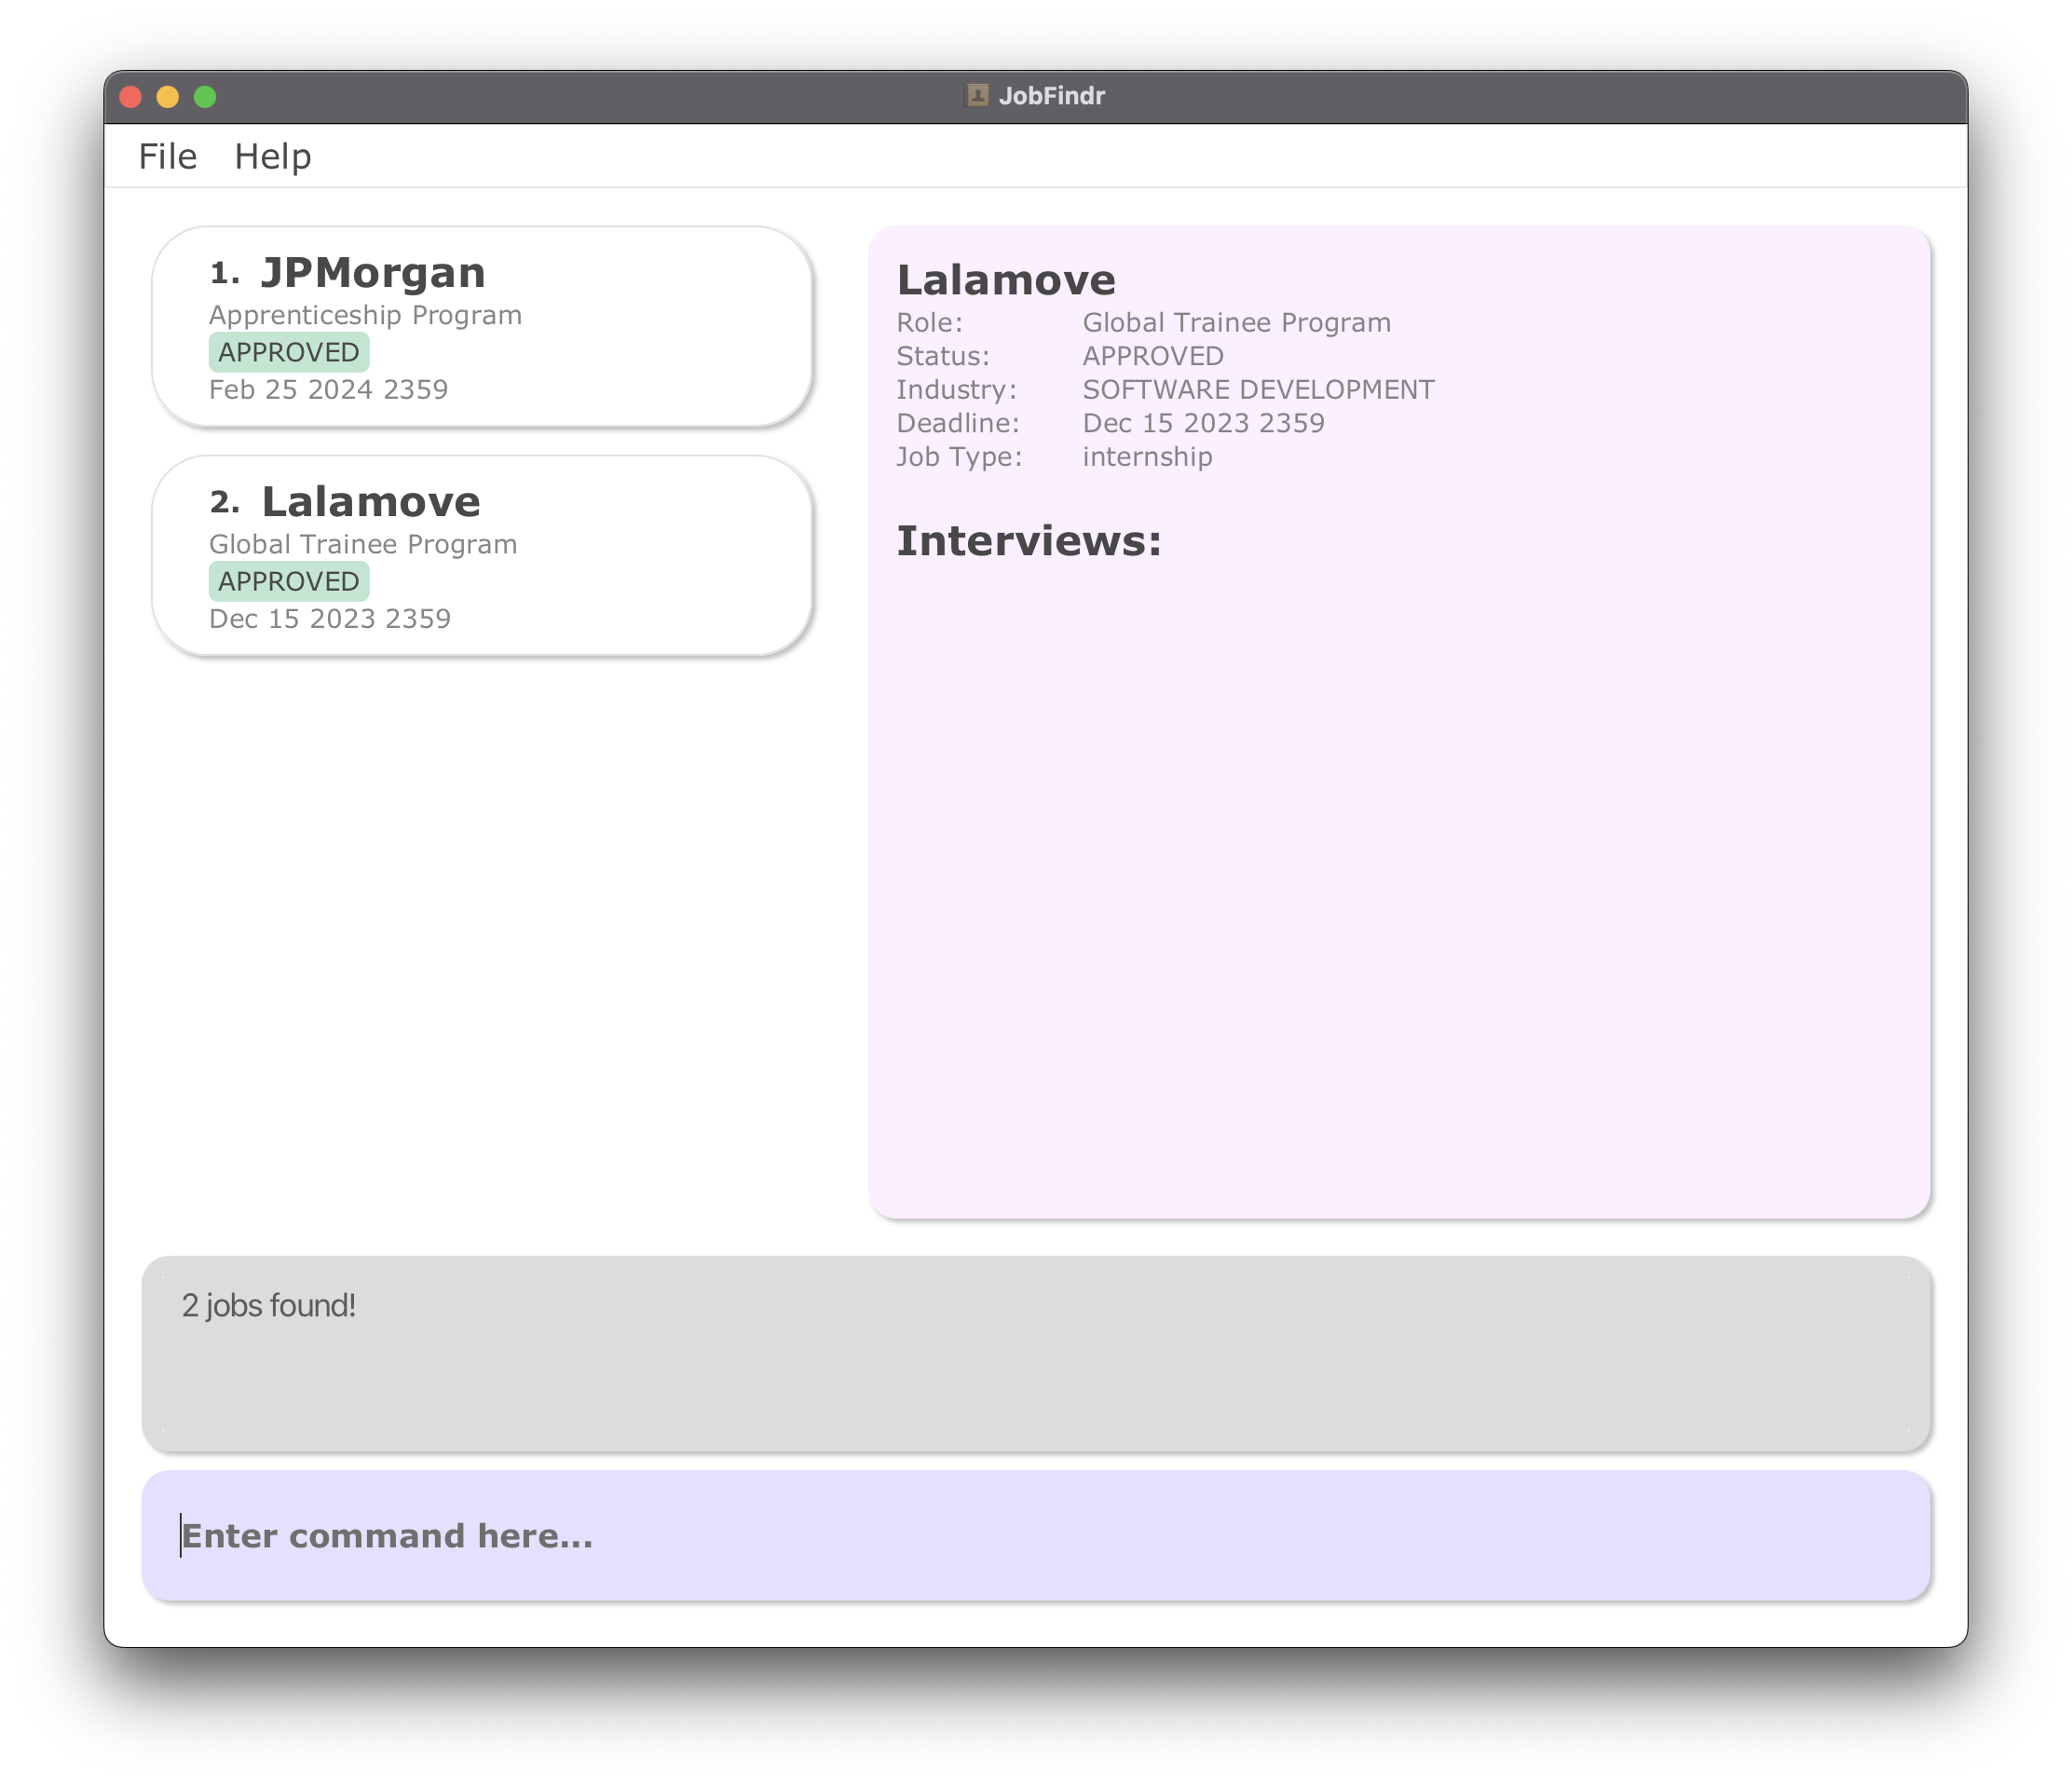 JobFindr
File Help
1. JPMorgan
Apprenticeship Program
APPROVED
Feb 25 2024 2359
2. Lalamove
Global Trainee Program
APPROVED
Dec 15 2023 2359
Lalamove
Role: Global Trainee Program
Status: APPROVED
Industry: SOFTWARE DEVELOPMENT
Deadline: Dec 15 2023 2359
Job Type: internship
Interviews:
2 jobs found!
Enter command here...